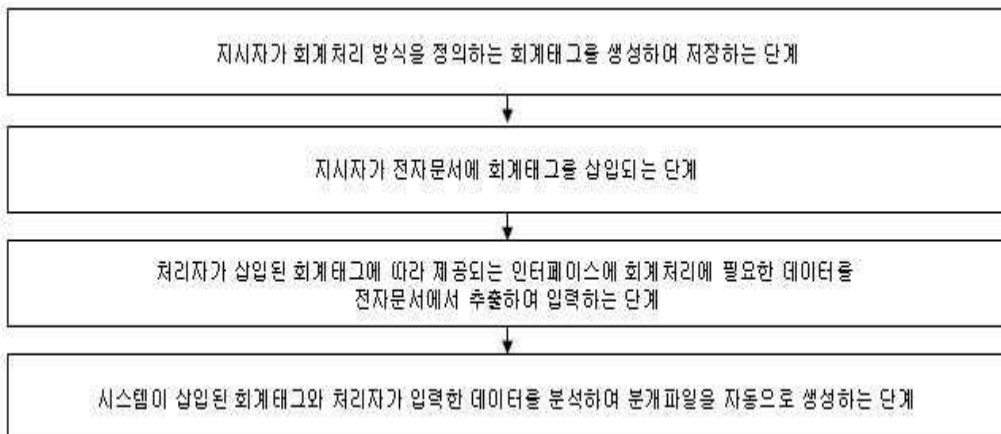 지시자가 회계처리 방식을 정의하는 회계태그를 생성하여 저장하는 단계
지시자가 전자문서에 회계태그를 삽입되는 단계
처리자가 삽입된 회계태그에 따라 제공되는 인터페이스에 회계처리에 필요한 데이터를
전자문서에서 추출하여 입력하는 단계
시스템이 삽입된 회계태그와 처리자가 입력한 데이터를 분석하여 분개파일을 자동으로 생성하는 단계